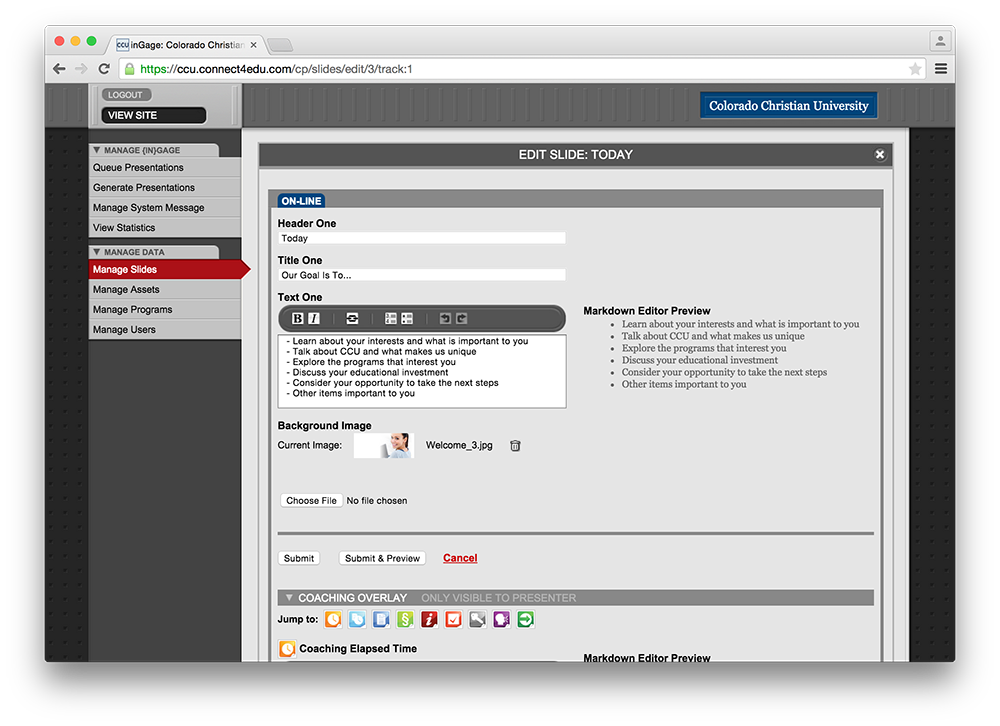 CCU inGage: Colorado Christian
https://ccu.connect4edu.com/cp/slides/edit/3/track:1
LOGOUT
VIEW SITE
Colorado Christian University
MANAGE {IN}GAGE
Queue Presentations
Generate Presentations
Manage System Message
View Statistics
MANAGE DATA
Manage Slides
Manage Assets
Manage Programs
Manage Users
EDIT SLIDE: TODAY
ON-LINE
Header One
Today
Title One
Our Goal Is To...
Text One
B I
- Learn about your interests and what is important to you
- Talk about CCU and what makes us unique
- Explore the programs that interest you
- Discuss your educational investment
- Consider your opportunity to take the next steps
- Other items important to you
Markdown Editor Preview
• Learn about your interests and what is important to you
• Talk about CCU and what makes us unique
• Explore the programs that interest you
• Discuss your educational investment
• Consider your opportunity to take the next steps
• Other items important to you
Background Image
Current Image: Welcome_3.jpg
Choose File No file chosen
Submit Submit & Preview Cancel
COACHING OVERLAY ONLY VISIBLE TO PRESENTER
Jump to:
Coaching Elapsed Time
Markdown Editor Preview